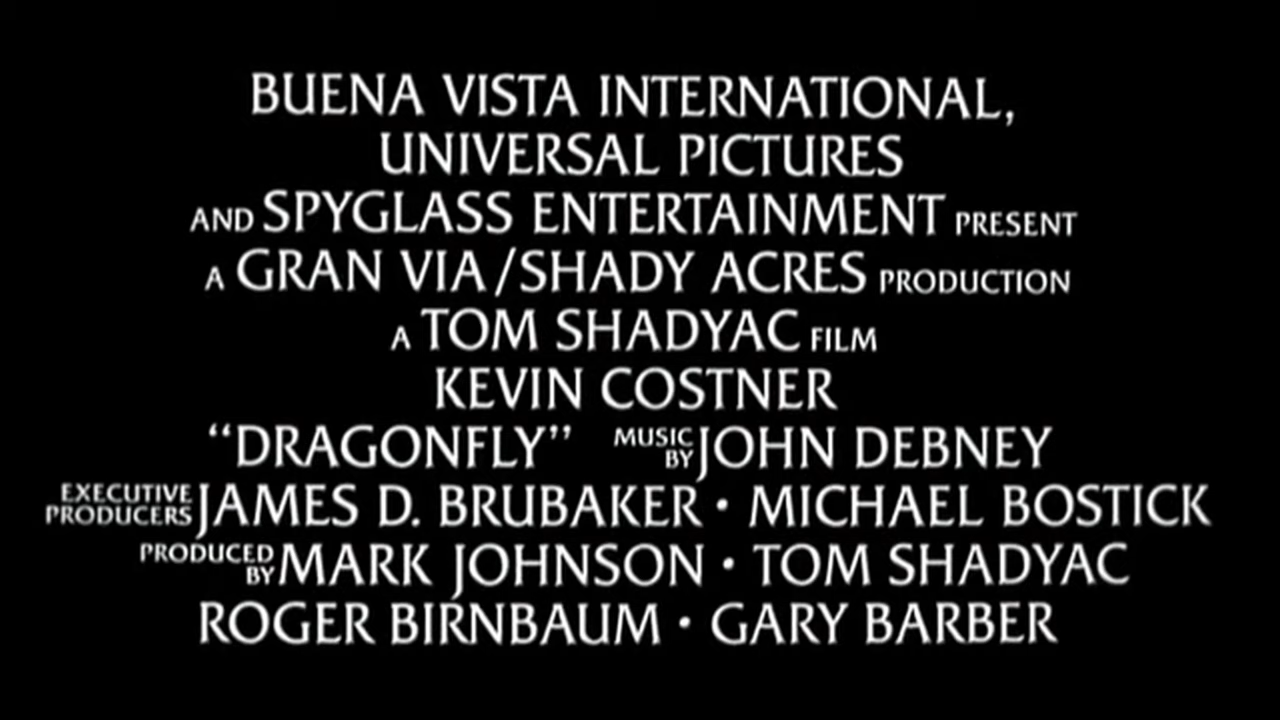 BUENA VISTA INTERNATIONAL,
UNIVERSAL PICTURES
AND SPYGLASS ENTERTAINMENT PRESENT
A GRAN VIA/SHADY ACRES PRODUCTION
A TOM SHADYAC FILM
KEVIN COSTNER
“DRAGONFLY” MUSIC BY JOHN DEBNEY
EXECUTIVE PRODUCERS JAMES D. BRUBAKER • MICHAEL BOSTICK
PRODUCED BY MARK JOHNSON • TOM SHADYAC
ROGER BIRNBAUM • GARY BARBER